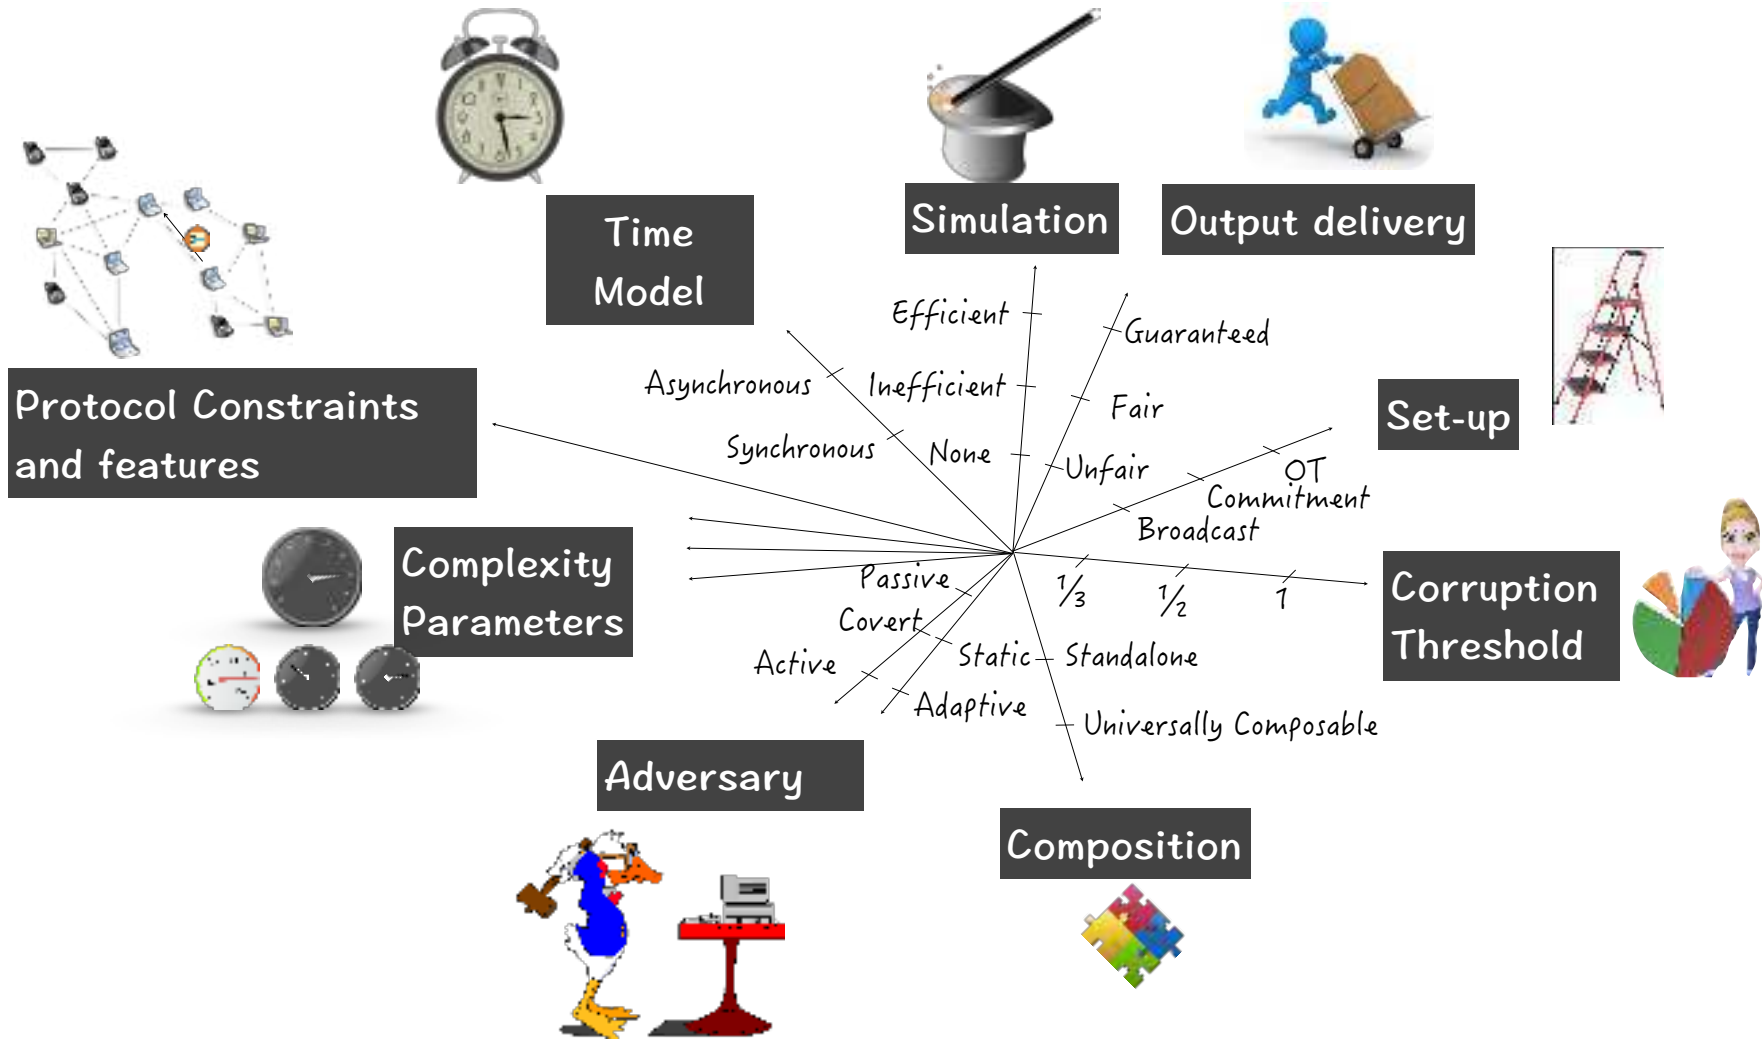 Simulation
Output delivery
Time
Model
Efficient
Guaranteed
Asynchronous
Inefficient
Fair
Protocol Constraints
and features
Set-up
Synchronous
None
Unfair
OT
Commitment
Broadcast
Complexity
Parameters
Passive
1/3
1/2
1
Corruption
Threshold
Covert
Active
Static
Standalone
Adaptive
Universally Composable
Adversary
Composition